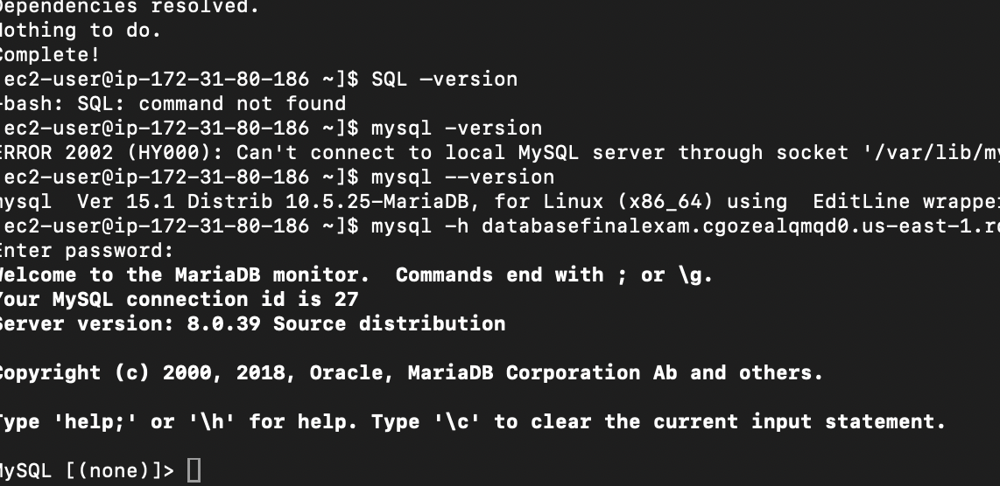 Dependencies resolved.
Nothing to do.
Complete!
ec2-user@ip-172-31-80-186 ~]$ SQL —version
-bash: SQL: command not found
ec2-user@ip-172-31-80-186 ~]$ mysql -version
ERROR 2002 (HY000): Can't connect to local MySQL server through socket '/var/lib/my
ec2-user@ip-172-31-80-186 ~]$ mysql --version
mysql  Ver 15.1 Distrib 10.5.25-MariaDB, for Linux (x86_64) using  EditLine wrapper
ec2-user@ip-172-31-80-186 ~]$ mysql -h databasefinalexam.cgozealqmqd0.us-east-1.r
Enter password:
Welcome to the MariaDB monitor.  Commands end with ; or \g.
Your MySQL connection id is 27
Server version: 8.0.39 Source distribution
Copyright (c) 2000, 2018, Oracle, MariaDB Corporation Ab and others.
Type 'help;' or '\h' for help. Type '\c' to clear the current input statement.
MySQL [(none)]>